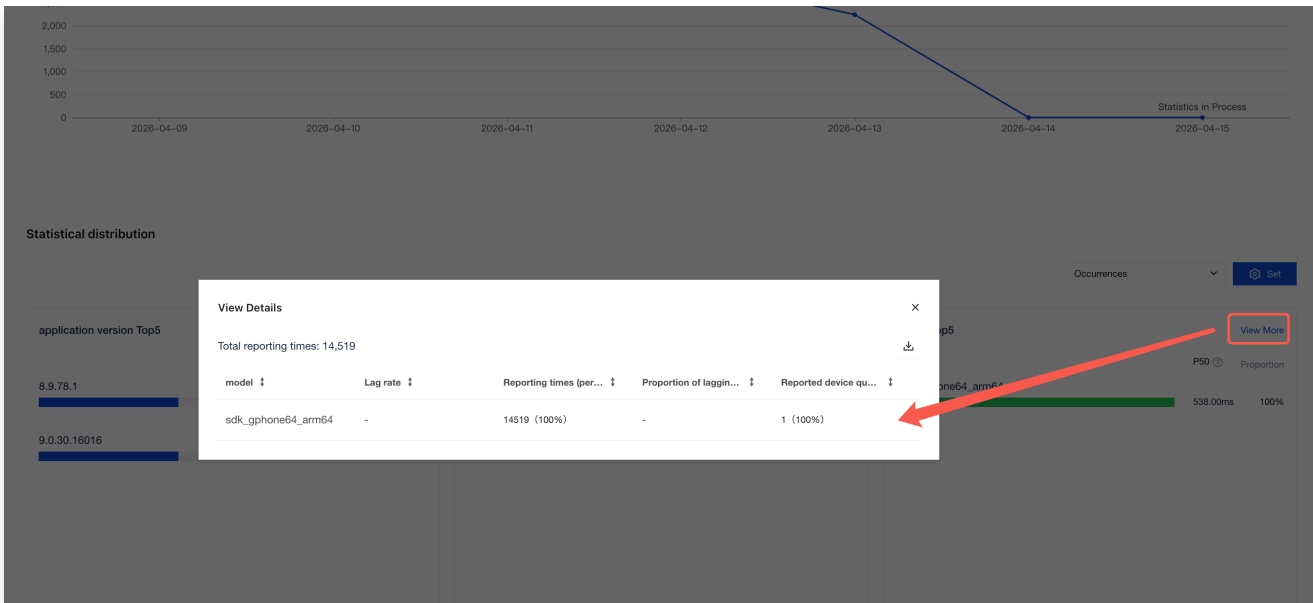 2,000
1,500
1,000
500
0
Statistics in Process
2026-04-09 2026-04-10 2026-04-11 2026-04-12 2026-04-13 2026-04-14 2026-04-15
Statistical distribution
Occurrences Set
View Details
Total reporting times: 14,519
model Lag rate Reporting times (per... Proportion of laggin... Reported device qu...
sdk_gphone64_arm64 - 14519 (100%) - 1 (100%)
application version Top5
8.9.78.1
9.0.30.16016
View More
P50 Proportion
538.00ms 100%